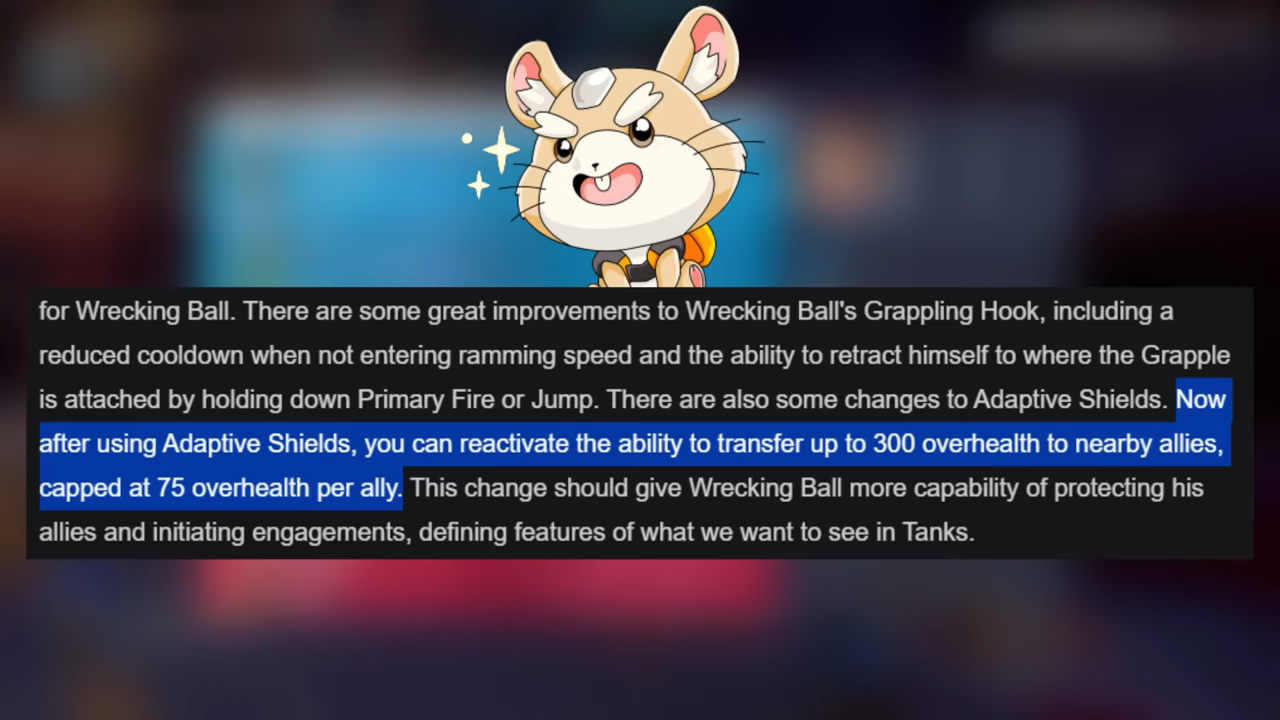 for Wrecking Ball. There are some great improvements to Wrecking Ball's Grappling Hook, including a
reduced cooldown when not entering ramming speed and the ability to retract himself to where the Grapple
is attached by holding down Primary Fire or Jump. There are also some changes to Adaptive Shields. Now
after using Adaptive Shields, you can reactivate the ability to transfer up to 300 overhealth to nearby allies,
capped at 75 overhealth per ally. This change should give Wrecking Ball more capability of protecting his
allies and initiating engagements, defining features of what we want to see in Tanks.